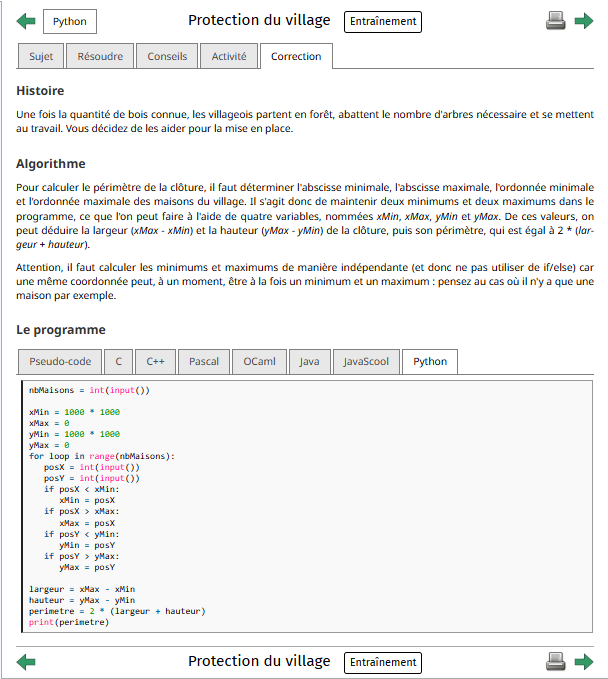 Python
Protection du village
Entraînement
Sujet
Résoudre
Conseils
Activité
Correction
Histoire
Une fois la quantité de bois connue, les villageois partent en forêt, abattent le nombre d'arbres nécessaire et se mettent
au travail. Vous décidez de les aider pour la mise en place.
Algorithme
Pour calculer le périmètre de la clôture, il faut déterminer l'abscisse minimale, l'abscisse maximale, l'ordonnée minimale
et l'ordonnée maximale des maisons du village. Il s'agit donc de maintenir deux minimums et deux maximums dans le
programme, ce que l'on peut faire à l'aide de quatre variables, nommées xMin, xMax, yMin et yMax. De ces valeurs, on
peut déduire la largeur (xMax - xMin) et la hauteur (yMax - yMin) de la clôture, puis son périmètre, qui est égal à 2 * (lar-
geur + hauteur).
Attention, il faut calculer les minimums et maximums de manière indépendante (et donc ne pas utiliser de if/else) car
une même coordonnée peut, à un moment, être à la fois un minimum et un maximum : pensez au cas où il n'y a que une
maison par exemple.
Le programme
Pseudo-code
C
C++
Pascal
OCaml
Java
JavaScool
Python
nbMaisons = int(input())
xMin = 1000 * 1000
xMax = 0
yMin = 1000 * 1000
yMax = 0
for loop in range(nbMaisons):
   posX = int(input())
   posY = int(input())
   if posX < xMin:
      xMin = posX
   if posX > xMax:
      xMax = posX
   if posY < yMin:
      yMin = posY
   if posY > yMax:
      yMax = posY
largeur = xMax - xMin
hauteur = yMax - yMin
perimetre = 2 * (largeur + hauteur)
print(perimetre)
Protection du village
Entraînement